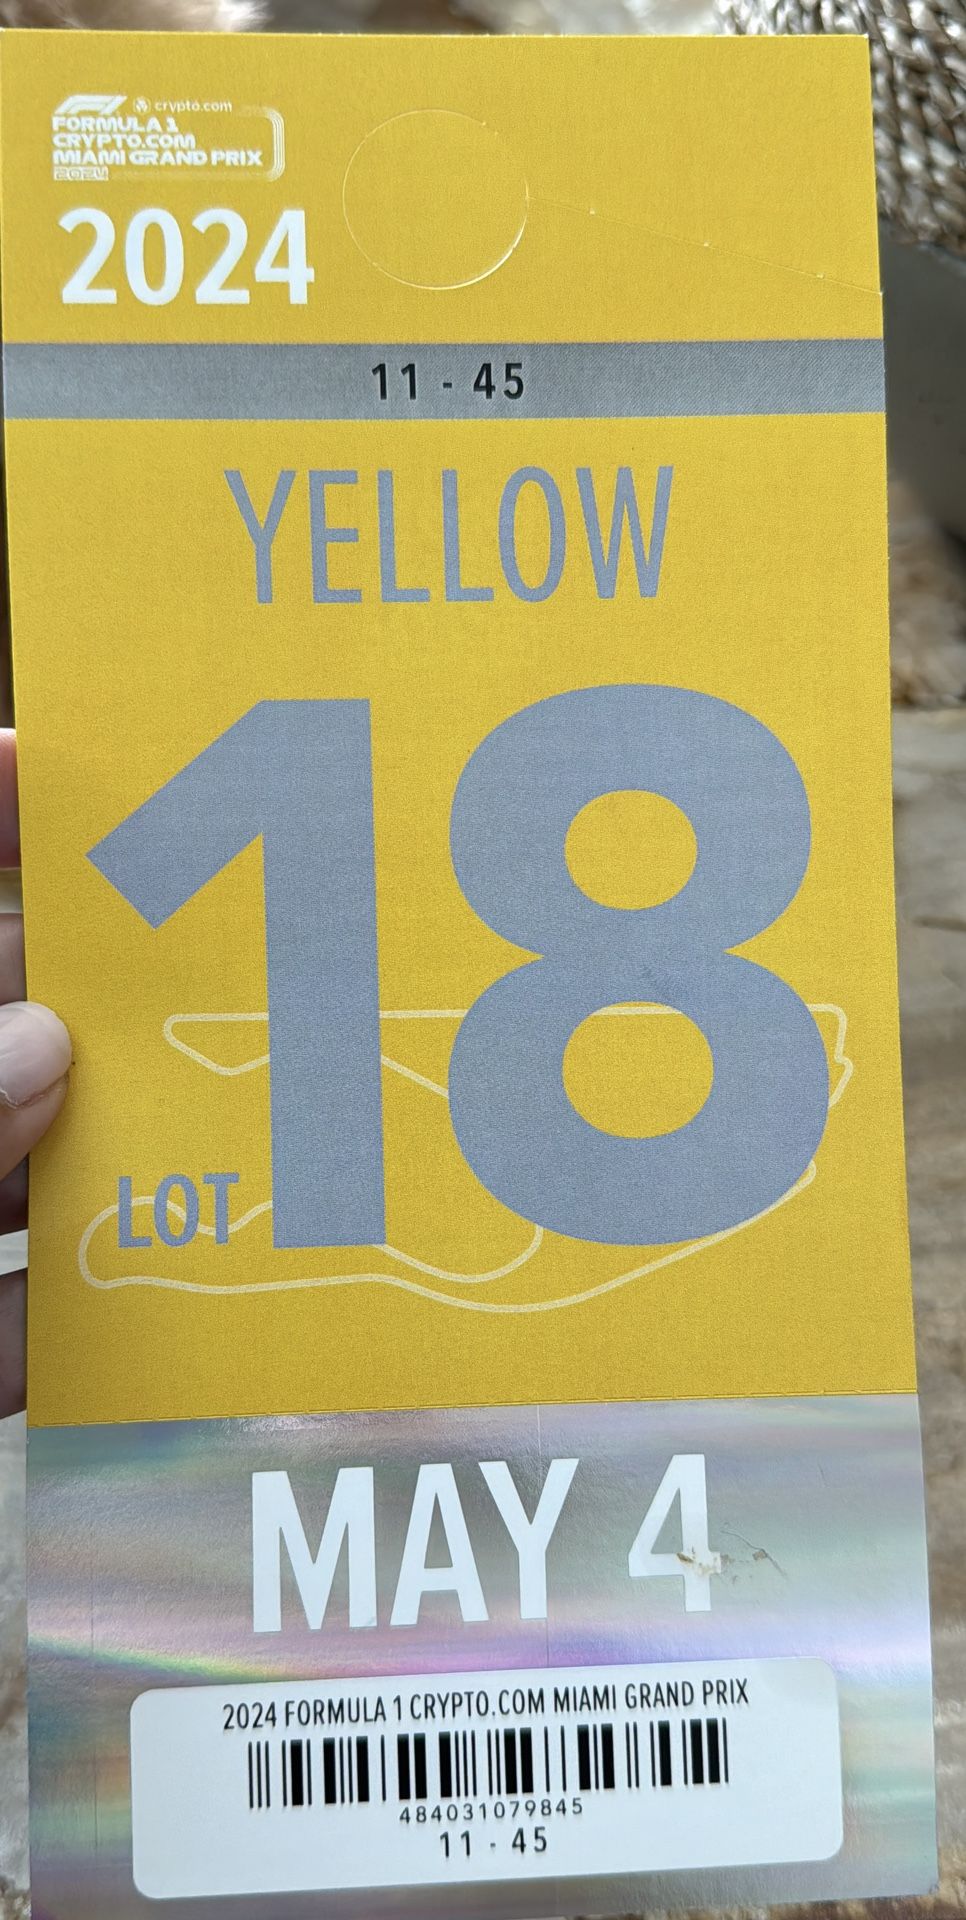 F1 crypto.com
FORMULA 1
CRYPTO.COM
MIAMI GRAND PRIX
2024
2024
11 - 45
YELLOW
18
LOT
MAY 4
2024 FORMULA 1 CRYPTO.COM MIAMI GRAND PRIX
484031079845
11 - 45